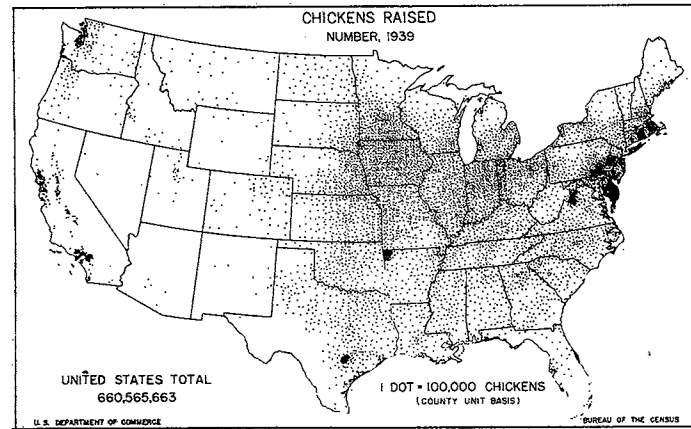 CHICKENS RAISED
NUMBER, 1939
UNITED STATES TOTAL
660,565,663
1 DOT = 100,000 CHICKENS
(COUNTY UNIT BASIS)
U. S. DEPARTMENT OF COMMERCE
BUREAU OF THE CENSUS